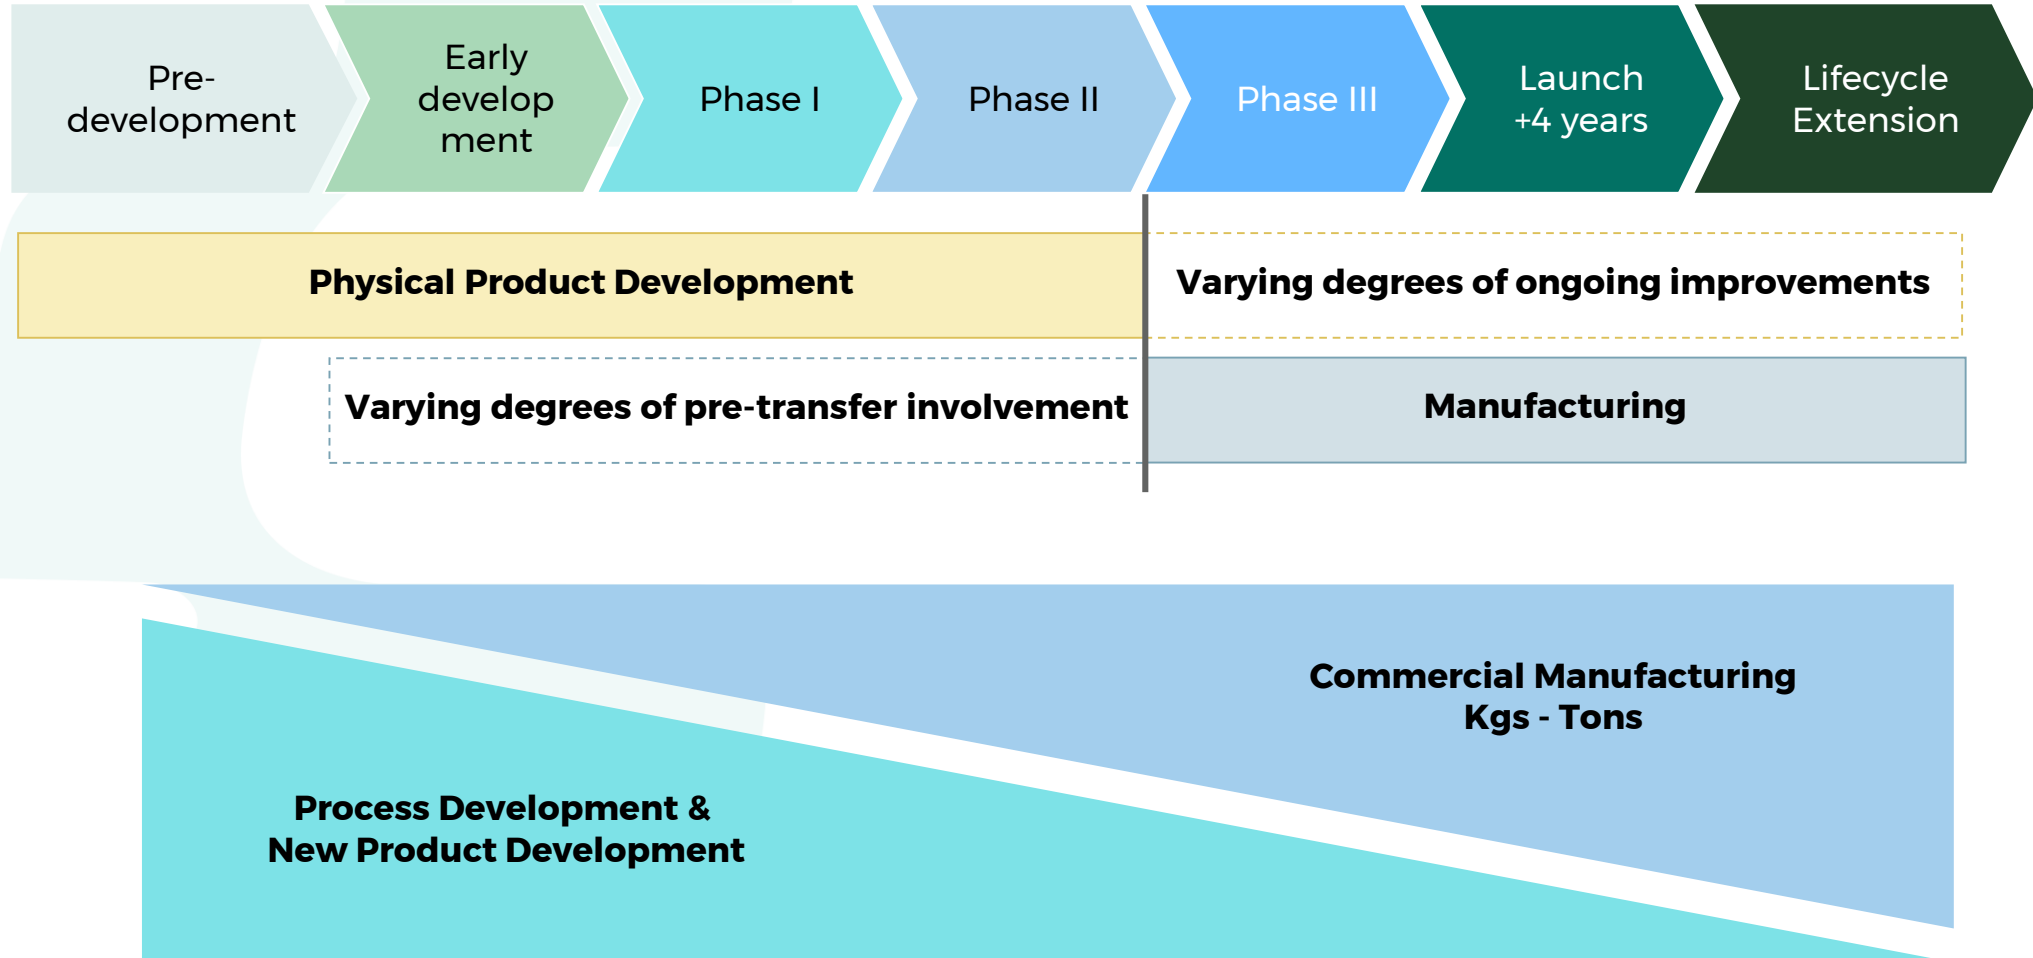 Pre-
development
Early
develop
ment
Phase I
Phase II
Phase III
Launch
+4 years
Lifecycle
Extension
Physical Product Development
Varying degrees of ongoing improvements
Varying degrees of pre-transfer involvement
Manufacturing
Commercial Manufacturing
Kgs - Tons
Process Development &
New Product Development